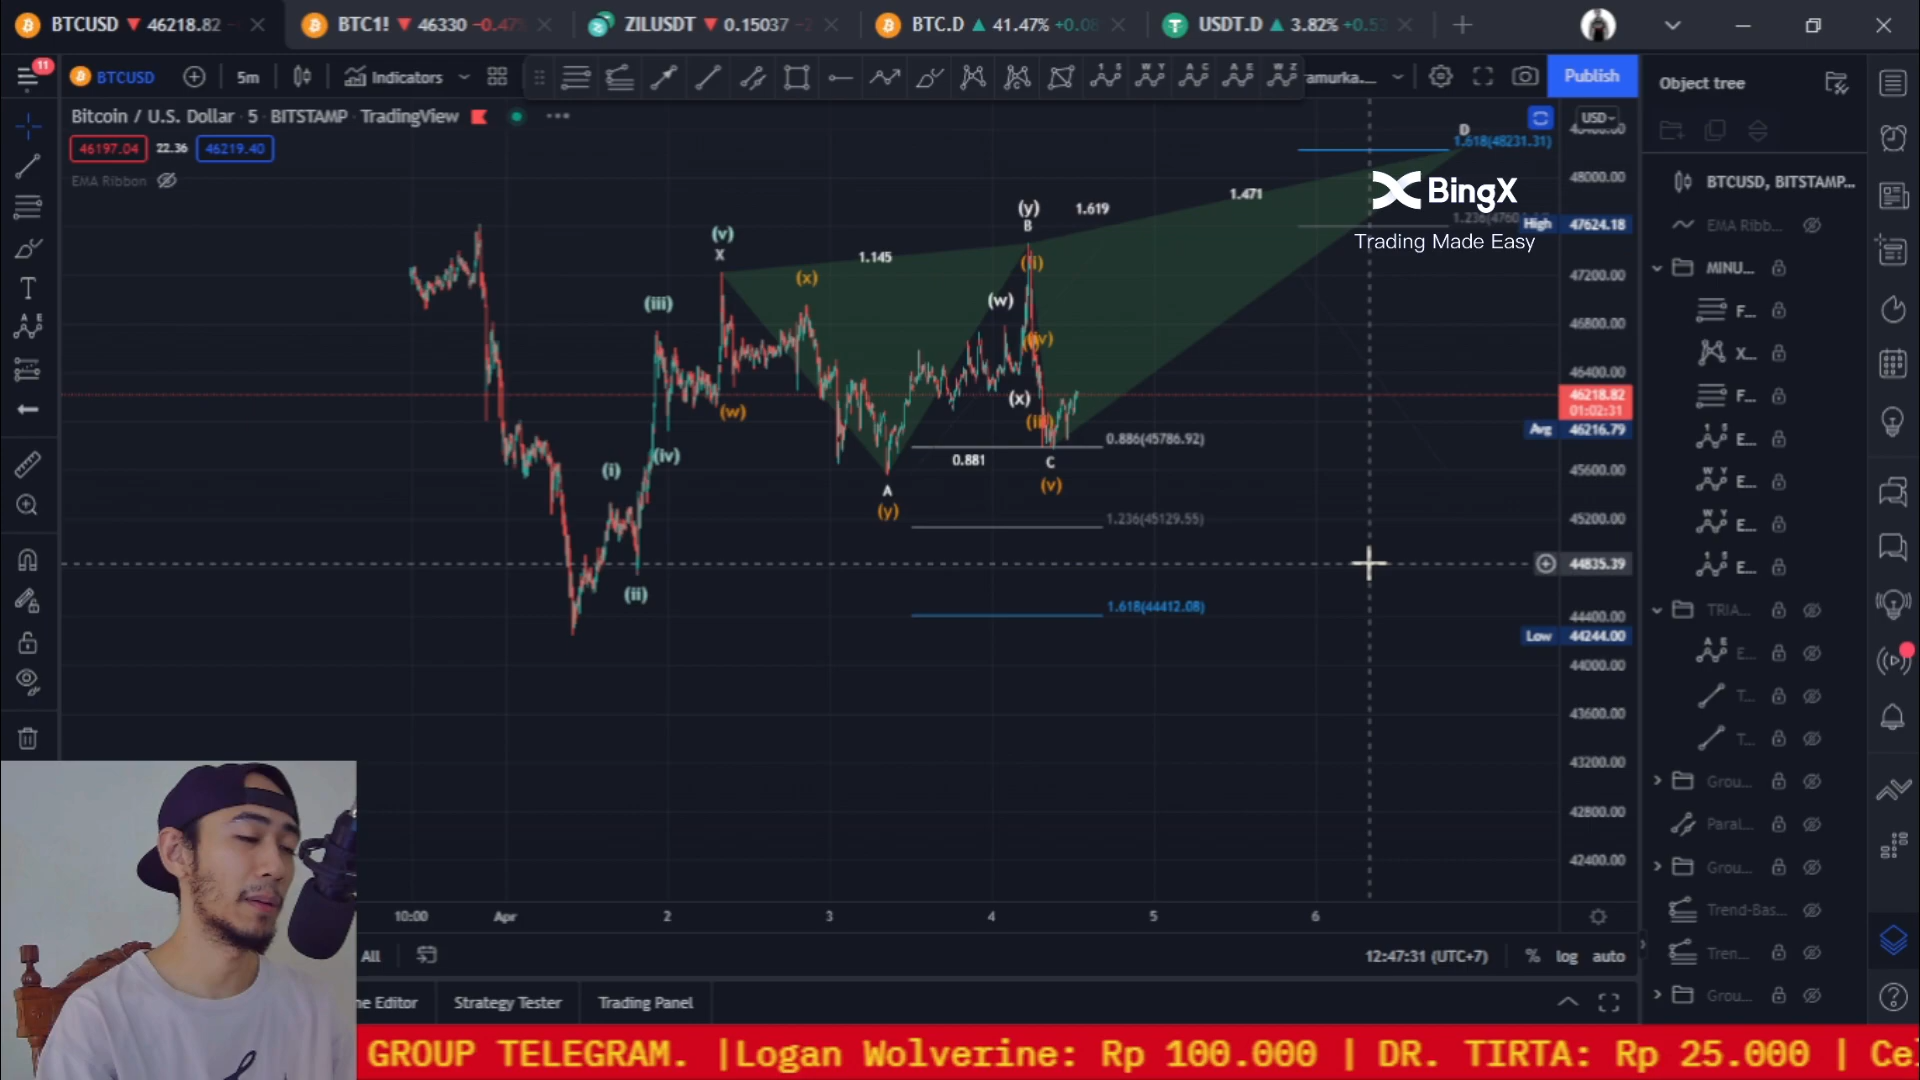 BTCUSD ▼ 46218.82
BTC1! ▼ 46330 −0.47%
ZILUSDT ▼ 0.15037
BTC.D ▲ 41.47% +0.08
USDT.D ▲ 3.82% +0.53
11
BTCUSD
5m
Indicators
amurka....
Publish
Object tree
Bitcoin / U.S. Dollar · 5 · BITSTAMP · TradingView
46197.04
22.36
46219.40
EMA Ribbon
USD
D
1.618(48231.31)
BingX
Trading Made Easy
48000.00
High 47624.18
47200.00
46800.00
46400.00
46218.82
01:02:31
Avg 46216.79
45600.00
45200.00
44835.39
44400.00
Low 44244.00
44000.00
43600.00
43200.00
42800.00
42400.00
(v)
X
(iii)
(x)
1.145
(y)
B
1.619
1.471
(ii)
(w)
(iv)
(w)
(x)
(iii)
(i)
(iv)
(ii)
A
(y)
0.881
C
(v)
0.886(45786.92)
1.236(45129.55)
1.618(44412.08)
10:00
Apr
2
3
4
5
6
All
12:47:31 (UTC+7)
%
log
auto
ne Editor
Strategy Tester
Trading Panel
BTCUSD, BITSTAMP...
EMA Ribb...
MINU...
F...
X...
F...
E...
E...
E...
E...
TRIA...
E...
T...
T...
Grou...
Paral...
Grou...
Trend-Bas...
Tren...
Grou...
GROUP TELEGRAM. |Logan Wolverine: Rp 100.000 | DR. TIRTA: Rp 25.000 | Cel